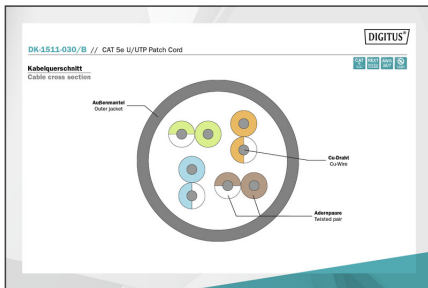 DIGITUS®
DK-1511-030/B // CAT 5e U/UTP Patch Cord
Kabelquerschnitt
Cable cross section
Außenmantel
Outer jacket
Cu-Draht
Cu-Wire
Adernpaare
Twisted pair